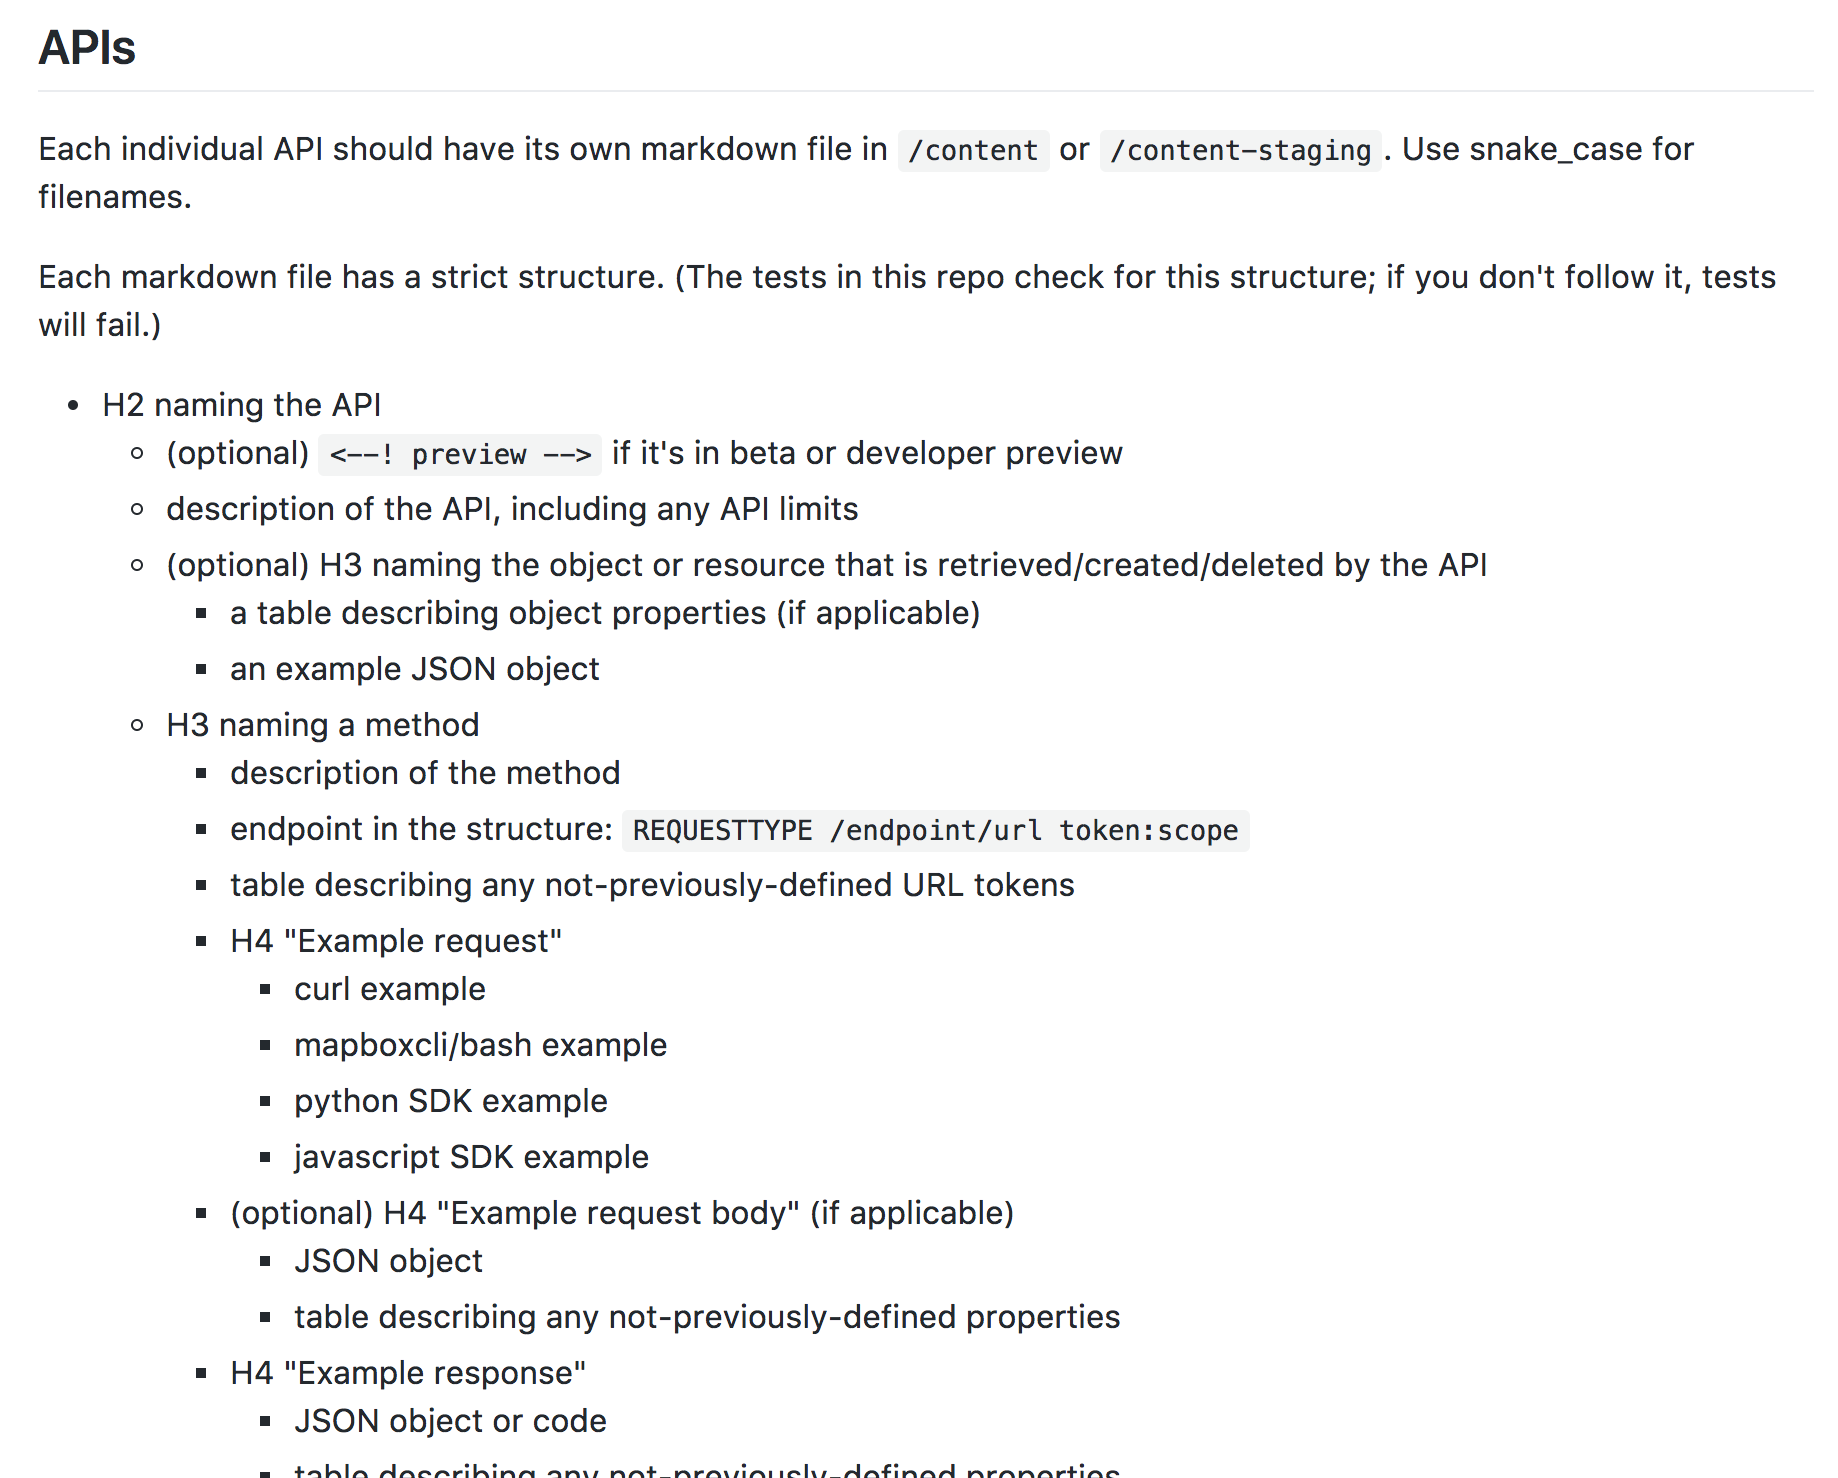 APIs
Each individual API should have its own markdown file in /content or /content-staging. Use snake_case for
filenames.
Each markdown file has a strict structure. (The tests in this repo check for this structure; if you don't follow it, tests
will fail.)
• H2 naming the API
◦ (optional) <--! preview --> if it's in beta or developer preview
◦ description of the API, including any API limits
◦ (optional) H3 naming the object or resource that is retrieved/created/deleted by the API
▪ a table describing object properties (if applicable)
▪ an example JSON object
◦ H3 naming a method
▪ description of the method
▪ endpoint in the structure: REQUESTTYPE /endpoint/url token:scope
▪ table describing any not-previously-defined URL tokens
▪ H4 "Example request"
▪ curl example
▪ mapboxcli/bash example
▪ python SDK example
▪ javascript SDK example
▪ (optional) H4 "Example request body" (if applicable)
▪ JSON object
▪ table describing any not-previously-defined properties
▪ H4 "Example response"
▪ JSON object or code
▪ table describing any not-previously-defined properties